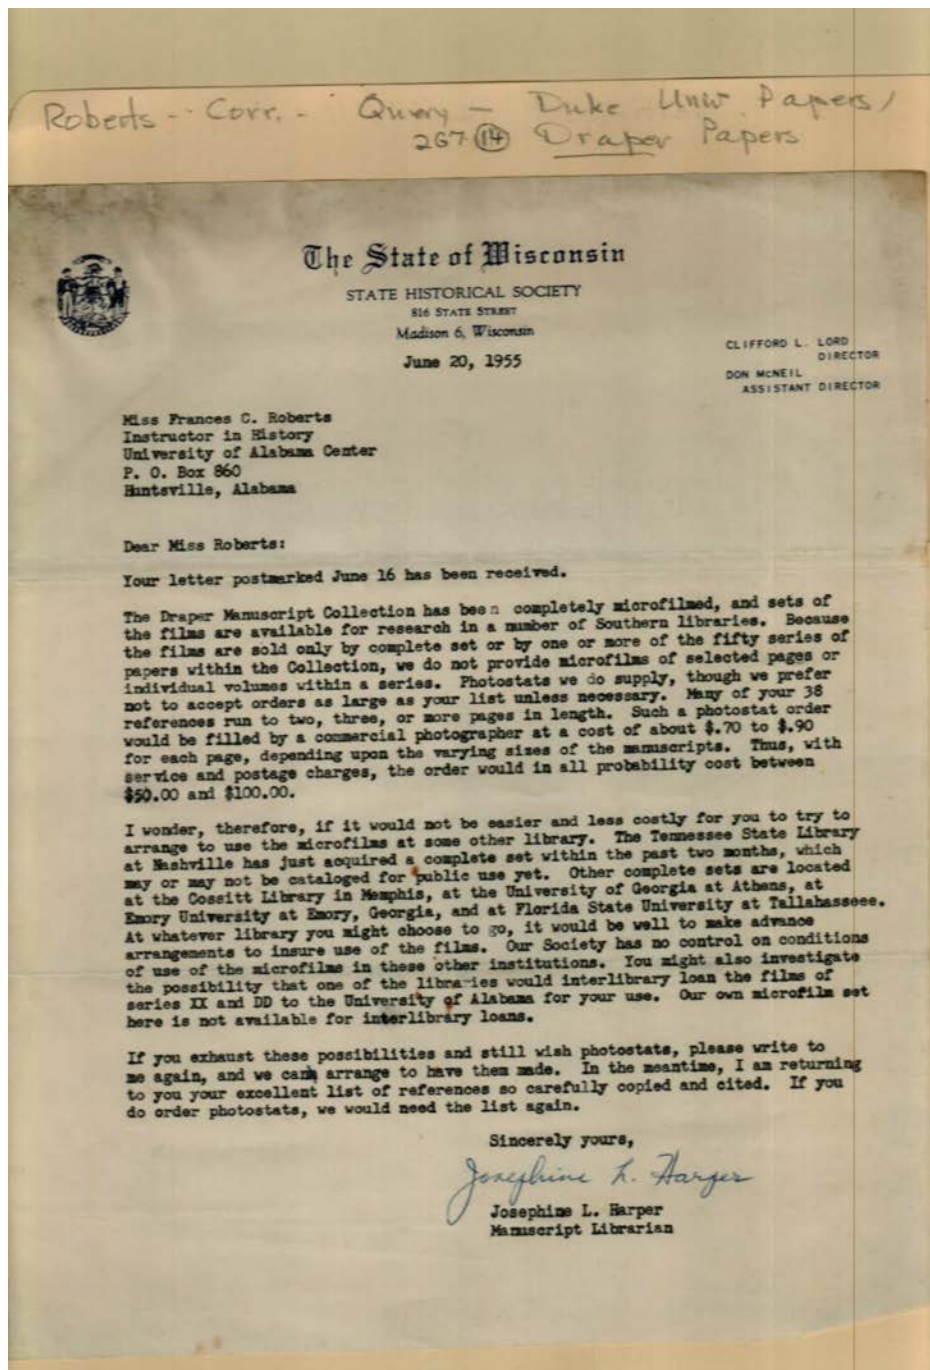 Roberts - Corr. - Query - Duke Univ Papers/
267 (14) Draper Papers
The State of Wisconsin
STATE HISTORICAL SOCIETY
816 STATE STREET
Madison 6, Wisconsin
June 20, 1955
CLIFFORD L. LORD
DIRECTOR
DON McNEIL
ASSISTANT DIRECTOR
Miss Frances C. Roberts
Instructor in History
University of Alabama Center
P. O. Box 860
Huntsville, Alabama
Dear Miss Roberts:
Your letter postmarked June 16 has been received.
The Draper Manuscript Collection has been completely microfilmed, and sets of
the films are available for research in a number of Southern libraries. Because
the films are sold only by complete set or by one or more of the fifty series of
papers within the Collection, we do not provide microfilms of selected pages or
individual volumes within a series. Photostats we do supply, though we prefer
not to accept orders as large as your list unless necessary. Many of your 38
references run to two, three, or more pages in length. Such a photostat order
would be filled by a commercial photographer at a cost of about $.70 to $.90
for each page, depending upon the varying sizes of the manuscripts. Thus, with
service and postage charges, the order would in all probability cost between
$50.00 and $100.00.
I wonder, therefore, if it would not be easier and less costly for you to try to
arrange to use the microfilms at some other library. The Tennessee State Library
at Nashville has just acquired a complete set within the past two months, which
may or may not be cataloged for public use yet. Other complete sets are located
at the Cossitt Library in Memphis, at the University of Georgia at Athens, at
Emory University at Emory, Georgia, and at Florida State University at Tallahasseee.
At whatever library you might choose to go, it would be well to make advance
arrangements to insure use of the films. Our Society has no control on conditions
of use of the microfilms in these other institutions. You might also investigate
the possibility that one of the libraries would interlibrary loan the films of
series XX and DD to the University of Alabama for your use. Our own microfilm set
here is not available for interlibrary loans.
If you exhaust these possibilities and still wish photostats, please write to
me again, and we can arrange to have them made. In the meantime, I am returning
to you your excellent list of references so carefully copied and cited. If you
do order photostats, we would need the list again.
Sincerely yours,
Josephine L. Harper
Josephine L. Harper
Manuscript Librarian